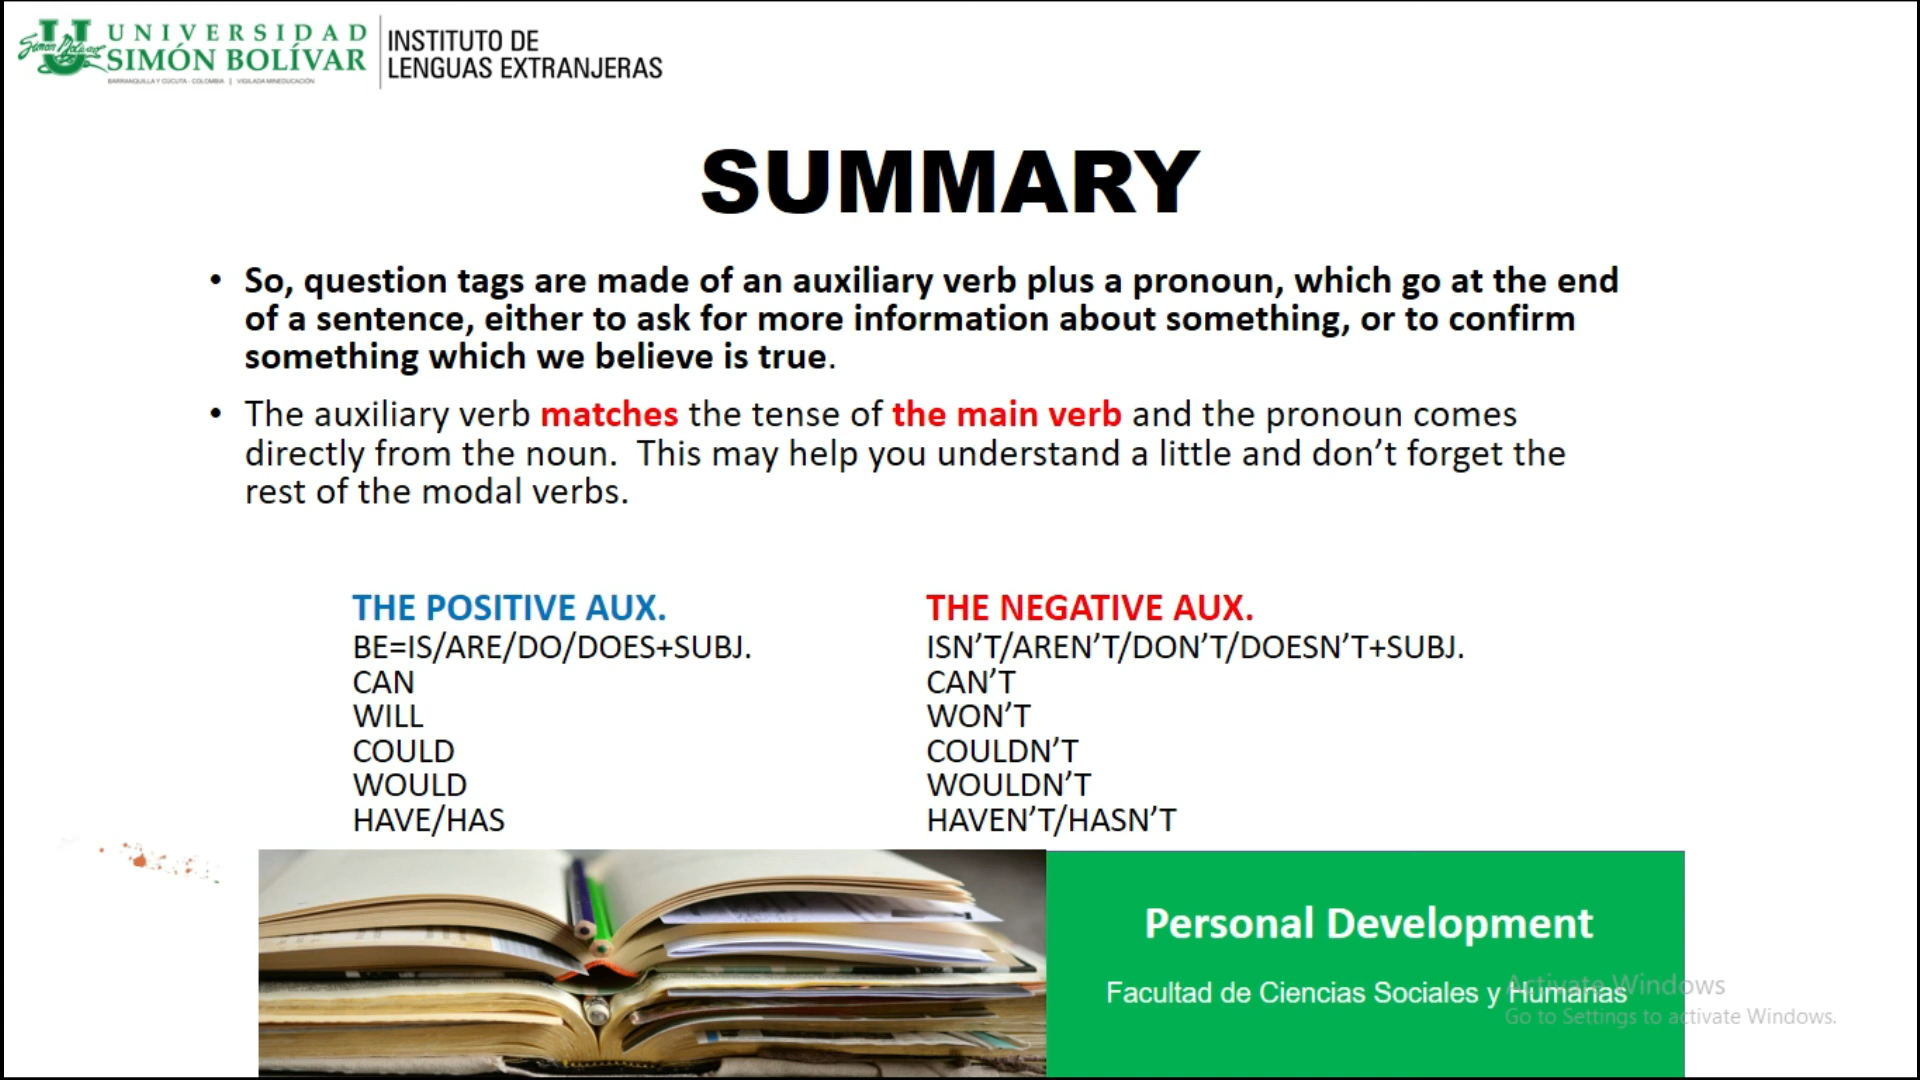 UNIVERSIDAD
SIMÓN BOLÍVAR
BARRANQUILLA Y CÚCUTA - COLOMBIA | VIGILADA MINEDUCACIÓN
INSTITUTO DE
LENGUAS EXTRANJERAS
SUMMARY
• So, question tags are made of an auxiliary verb plus a pronoun, which go at the end
of a sentence, either to ask for more information about something, or to confirm
something which we believe is true.
• The auxiliary verb matches the tense of the main verb and the pronoun comes
directly from the noun. This may help you understand a little and don’t forget the
rest of the modal verbs.
THE POSITIVE AUX.
BE=IS/ARE/DO/DOES+SUBJ.
CAN
WILL
COULD
WOULD
HAVE/HAS
THE NEGATIVE AUX.
ISN’T/AREN’T/DON’T/DOESN’T+SUBJ.
CAN’T
WON’T
COULDN’T
WOULDN’T
HAVEN’T/HASN’T
Personal Development
Facultad de Ciencias Sociales y Humanas
Activate Windows
Go to Settings to activate Windows.